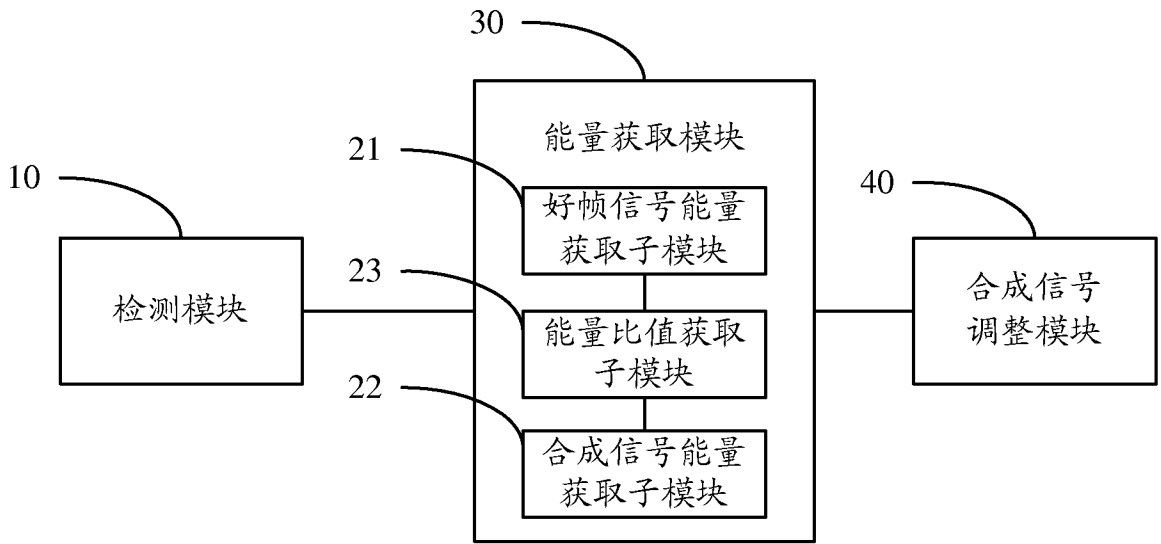 30
能量获取模块
21
好帧信号能量
获取子模块
10
检测模块
23
能量比值获取
子模块
22
合成信号能量
获取子模块
40
合成信号
调整模块